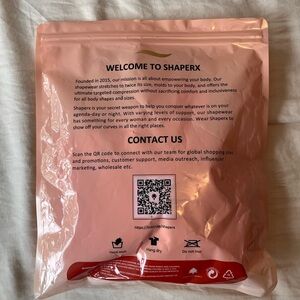 WELCOME TO SHAPERX
Founded in 2015, our mission is all about empowering your body. Our
shapewear stretches to twice its size, molds to your body, and offers the
ultimate targeted compression without sacrificing comfort and inclusiveness
for all body shapes and sizes.
Shaperx is your secret weapon to help you conquer whatever is on your
agenda-day or night. With varying levels of support, our shapewear
has something for every woman and every occasion. Wear Shaperx to
show off your curves in all the right places.
CONTACT US
Scan the QR code to connect with our team for global shopping
and promotions, customer support, media outreach, influencer
marketing, wholesale etc.
Hang dry
Do not iron